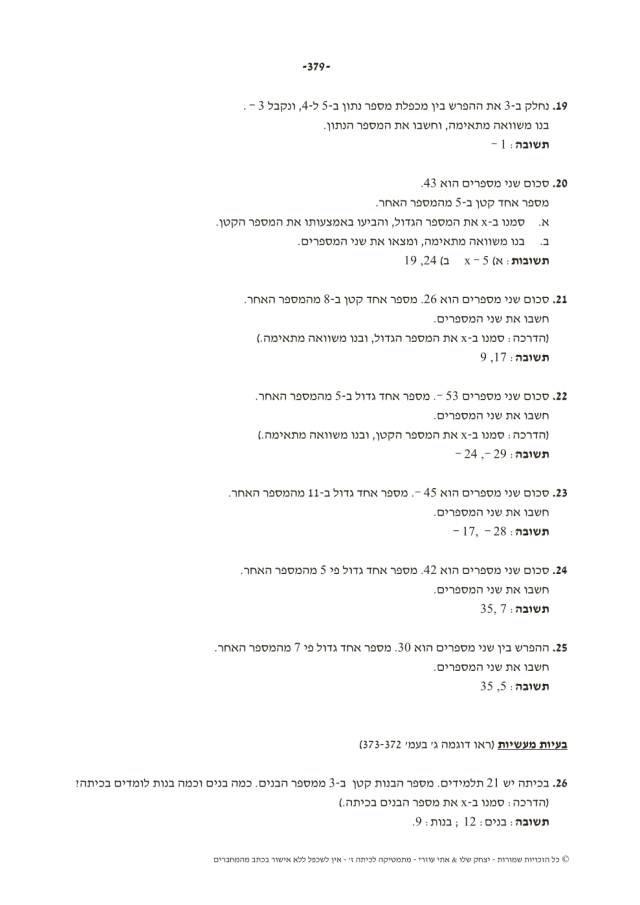 -379-
19. נחלק ב-3 את ההפרש בין מכפלת מספר נתון ב-5 ל-4, ונקבל 3 − .
בנו משוואה מתאימה, וחשבו את המספר הנתון.
תשובה : 1 −
20. סכום שני מספרים הוא 43.
מספר אחד קטן ב-5 מהמספר האחר.
א. סמנו ב-x את המספר הגדול, והביעו באמצעותו את המספר הקטן.
ב. בנו משוואה מתאימה, ומצאו את שני המספרים.
תשובות : א) x − 5 ב) 24, 19
21. סכום שני מספרים הוא 26. מספר אחד קטן ב-8 מהמספר האחר.
חשבו את שני המספרים.
(הדרכה : סמנו ב-x את המספר הגדול, ובנו משוואה מתאימה.)
תשובה : 17, 9
22. סכום שני מספרים 53 −. מספר אחד גדול ב-5 מהמספר האחר.
חשבו את שני המספרים.
(הדרכה : סמנו ב-x את המספר הקטן, ובנו משוואה מתאימה.)
תשובה : 29 −, 24 −
23. סכום שני מספרים הוא 45 −. מספר אחד גדול ב-11 מהמספר האחר.
חשבו את שני המספרים.
תשובה : 28 − ,17 −
24. סכום שני מספרים הוא 42. מספר אחד גדול פי 5 מהמספר האחר.
חשבו את שני המספרים.
תשובה : 7 ,35
25. ההפרש בין שני מספרים הוא 30. מספר אחד גדול פי 7 מהמספר האחר.
חשבו את שני המספרים.
תשובה : 5, 35
בעיות מעשיות (ראו דוגמה ג׳ בעמ׳ 373-372)
26. בכיתה יש 21 תלמידים. מספר הבנות קטן ב-3 ממספר הבנים. כמה בנים וכמה בנות לומדים בכיתה?
(הדרכה : סמנו ב-x את מספר הבנים בכיתה.)
תשובה : בנים : 12 ; בנות : 9.
© כל הזכויות שמורות - יצחק שלו & אתי עוזרי - מתמטיקה לכיתה ז׳ - אין לשכפל ללא אישור בכתב מהמחברים